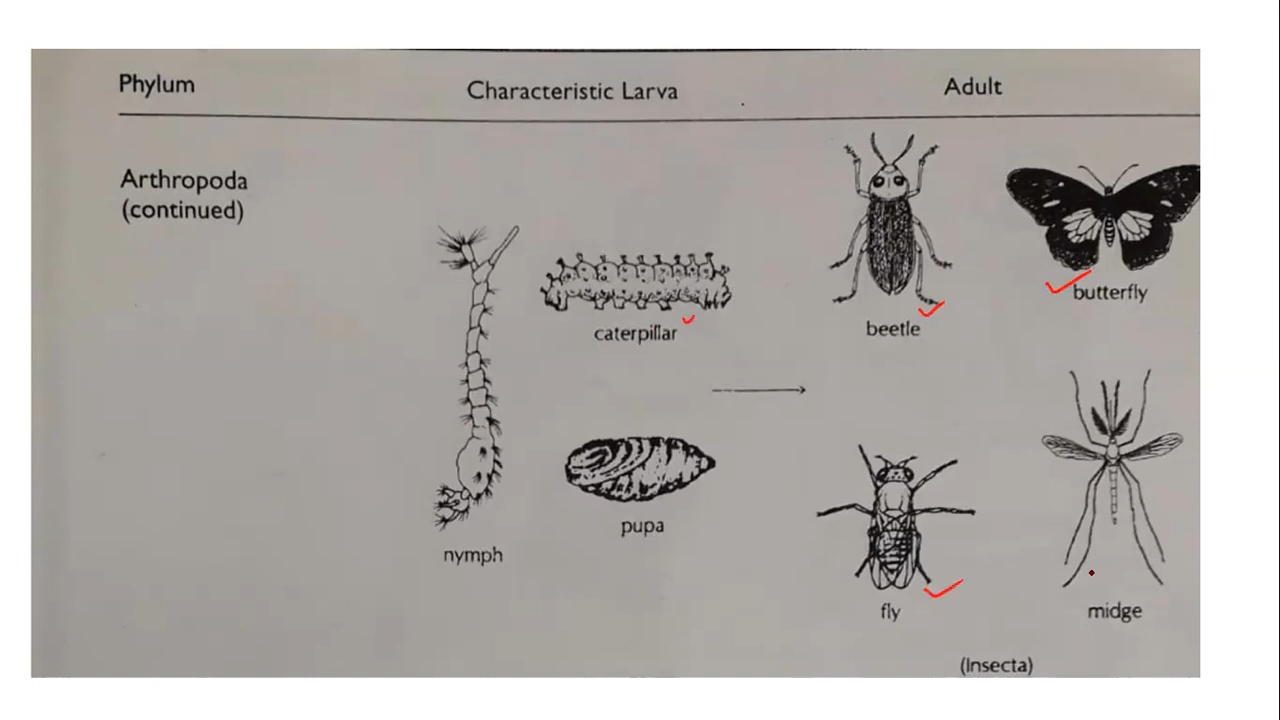 Phylum
Characteristic Larva
Adult
Arthropoda
(continued)
caterpillar
beetle
butterfly
pupa
nymph
fly
midge
(Insecta)